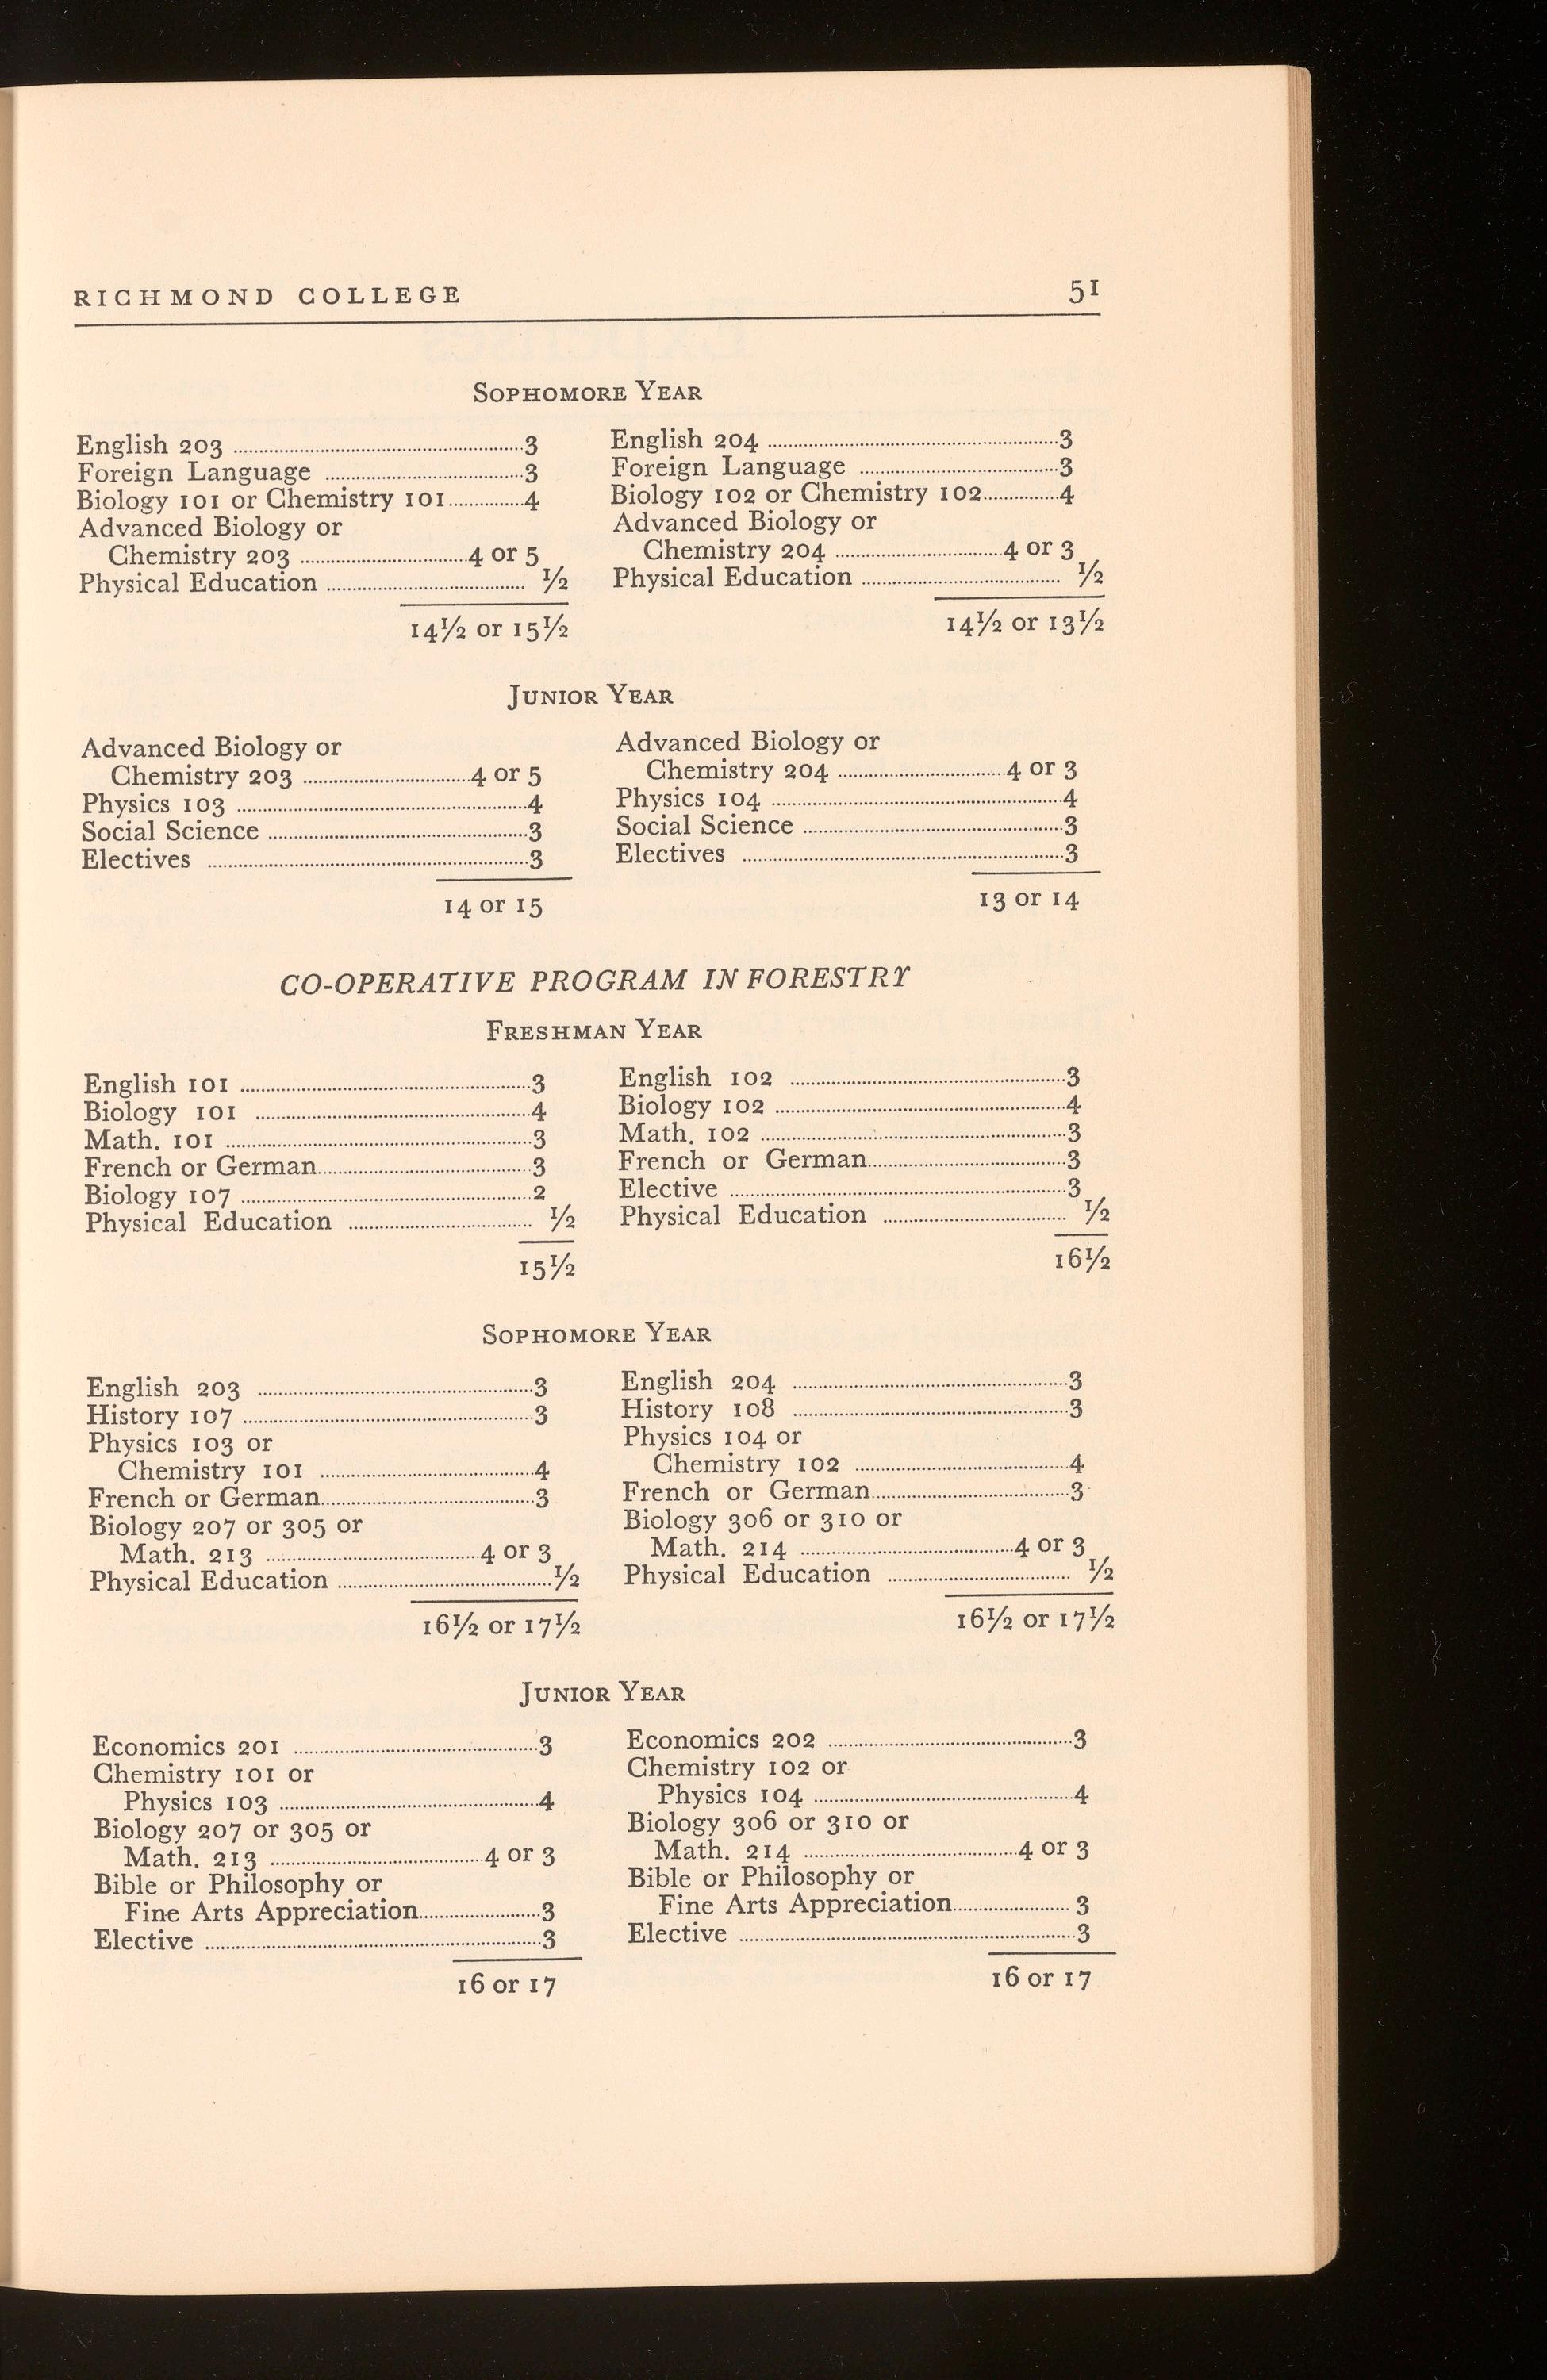 RICHMOND COLLEGE 51
SOPHOMORE YEAR
English 203 ........ 3
Foreign Language ........ 3
Biology 101 or Chemistry 101 ........ 4
Advanced Biology or
Chemistry 203 ........ 4 or 5
Physical Education ........ ½
14½ or 15½
English 204 ........ 3
Foreign Language ........ 3
Biology 102 or Chemistry 102 ........ 4
Advanced Biology or
Chemistry 204 ........ 4 or 3
Physical Education ........ ½
14½ or 13½
JUNIOR YEAR
Advanced Biology or
Chemistry 203 ........ 4 or 5
Physics 103 ........ 4
Social Science ........ 3
Electives ........ 3
14 or 15
Advanced Biology or
Chemistry 204 ........ 4 or 3
Physics 104 ........ 4
Social Science ........ 3
Electives ........ 3
13 or 14
CO-OPERATIVE PROGRAM IN FORESTRY
FRESHMAN YEAR
English 101 ........ 3
Biology 101 ........ 4
Math. 101 ........ 3
French or German ........ 3
Biology 107 ........ 2
Physical Education ........ ½
15½
English 102 ........ 3
Biology 102 ........ 4
Math. 102 ........ 3
French or German ........ 3
Elective ........ 3
Physical Education ........ ½
16½
SOPHOMORE YEAR
English 203 ........ 3
History 107 ........ 3
Physics 103 or
Chemistry 101 ........ 4
French or German ........ 3
Biology 207 or 305 or
Math. 213 ........ 4 or 3
Physical Education ........ ½
16½ or 17½
English 204 ........ 3
History 108 ........ 3
Physics 104 or
Chemistry 102 ........ 4
French or German ........ 3
Biology 306 or 310 or
Math. 214 ........ 4 or 3
Physical Education ........ ½
16½ or 17½
JUNIOR YEAR
Economics 201 ........ 3
Chemistry 101 or
Physics 103 ........ 4
Biology 207 or 305 or
Math. 213 ........ 4 or 3
Bible or Philosophy or
Fine Arts Appreciation ........ 3
Elective ........ 3
16 or 17
Economics 202 ........ 3
Chemistry 102 or
Physics 104 ........ 4
Biology 306 or 310 or
Math. 214 ........ 4 or 3
Bible or Philosophy or
Fine Arts Appreciation ........ 3
Elective ........ 3
16 or 17